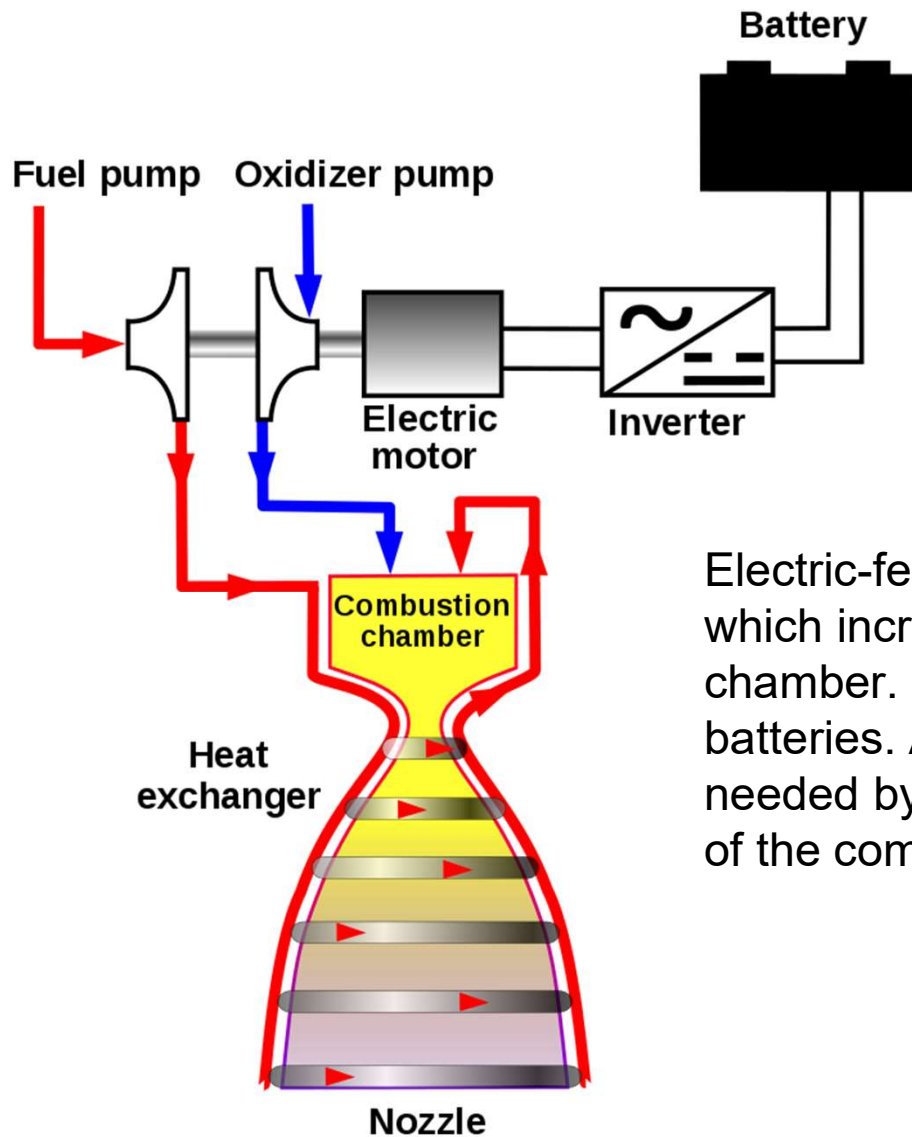 Battery
Fuel pump
Oxidizer pump
Electric
motor
Inverter
Combustion
chamber
Heat
exchanger
Nozzle
Electric-fe
which incr
chamber.
batteries.
needed by
of the com